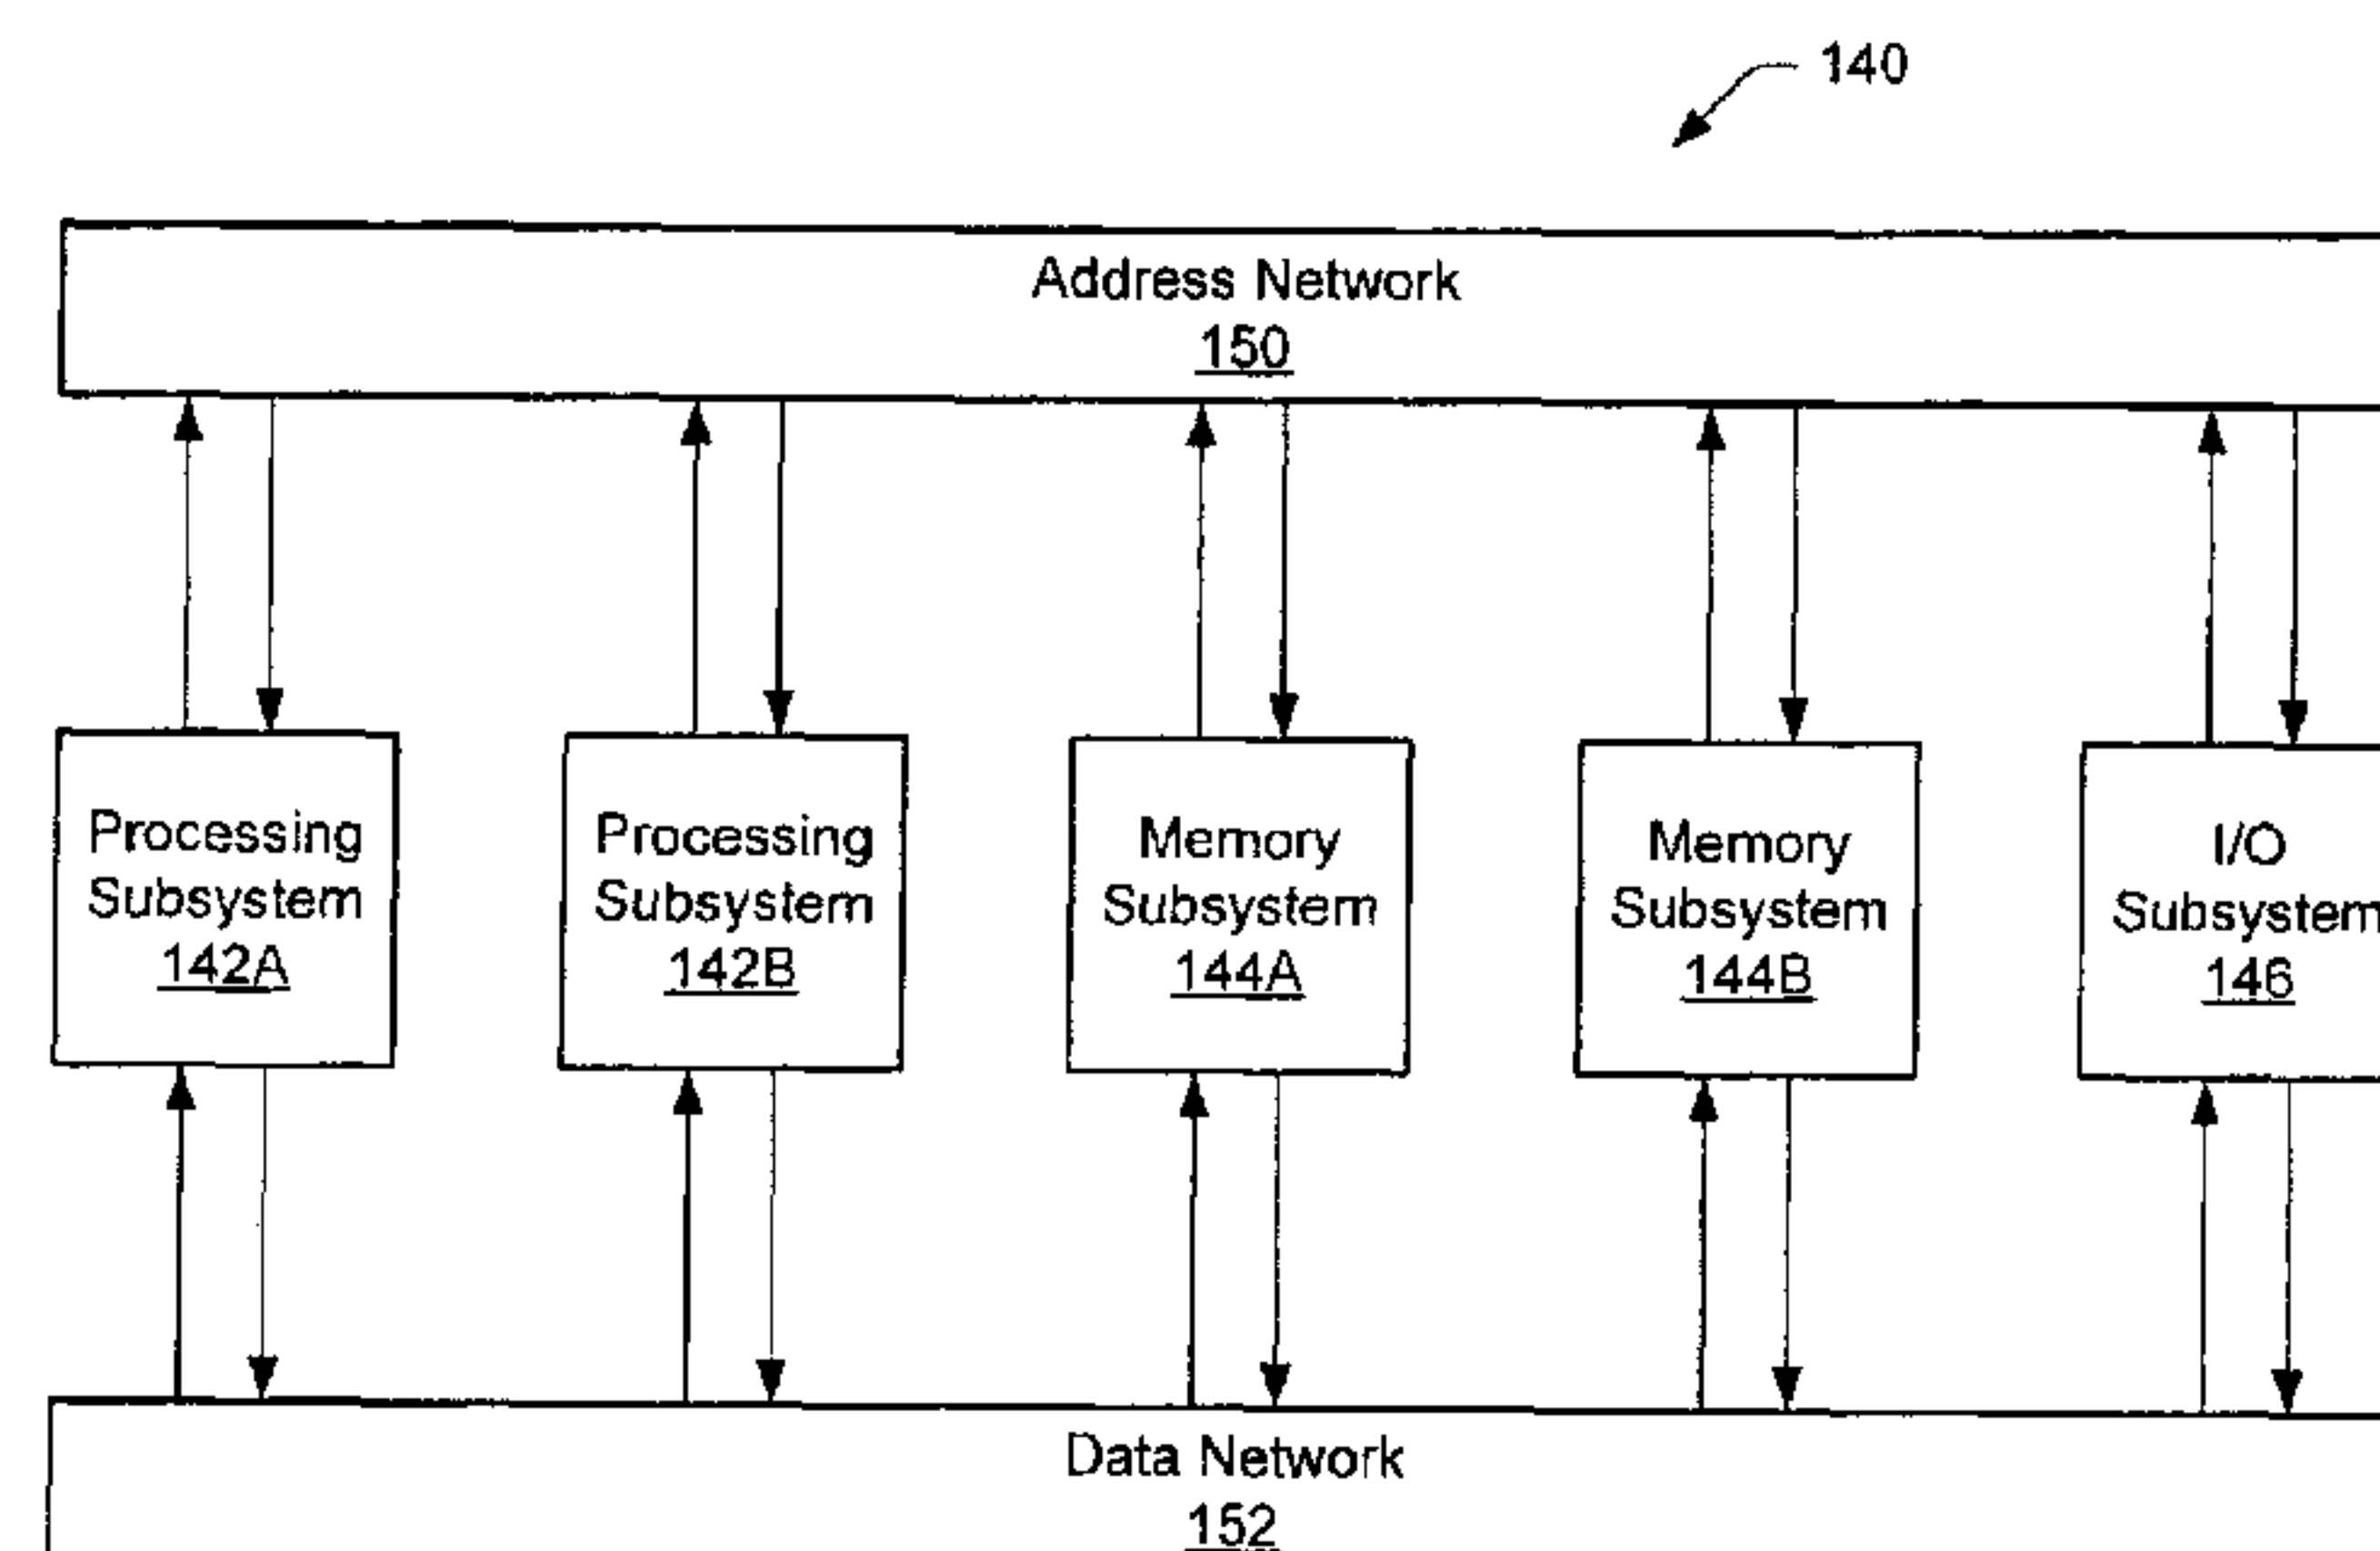 140
Address Network
150
Processing
Subsystem
142A
Processing
Subsystem
142B
Memory
Subsystem
144A
Memory
Subsystem
144B
I/O
Subsystem
146
Data Network
152